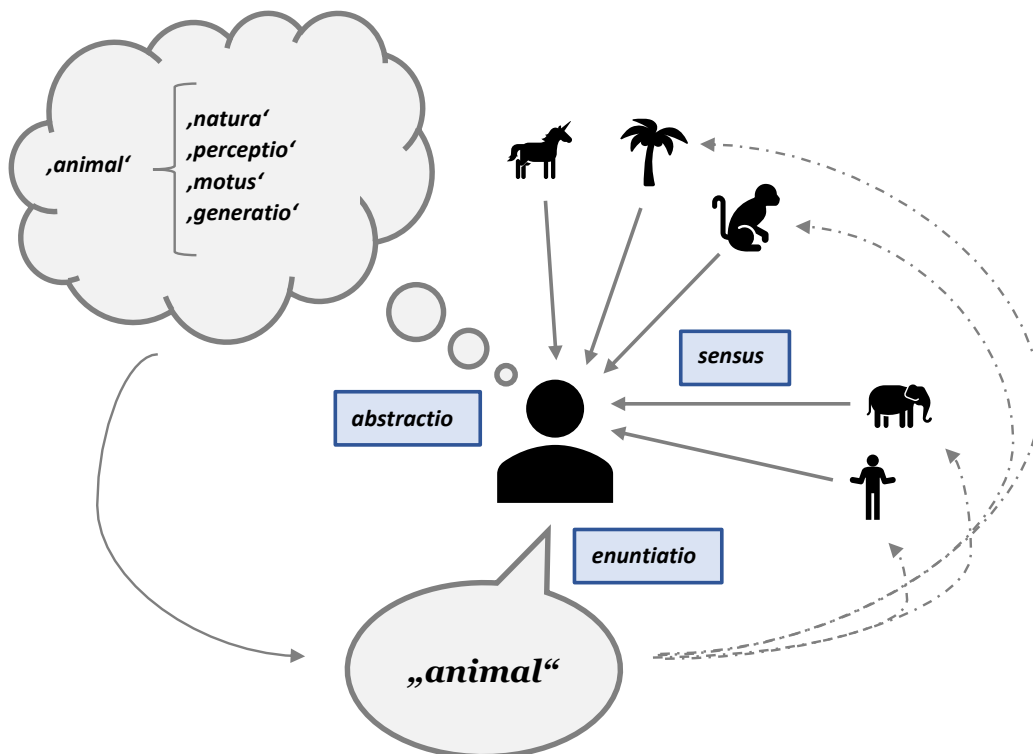 ‚animal‘
‚natura‘
‚perceptio‘
‚motus‘
‚generatio‘
sensus
abstractio
enuntiatio
„animal“